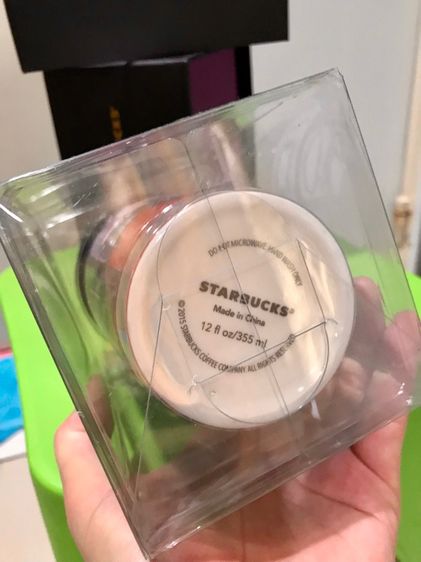 DO NOT MICROWAVE. HAND WASH ONLY
STARBUCKS®
Made in China
12 fl oz/355 ml
© 2015 STARBUCKS COFFEE COMPANY. ALL RIGHTS RESERVED.